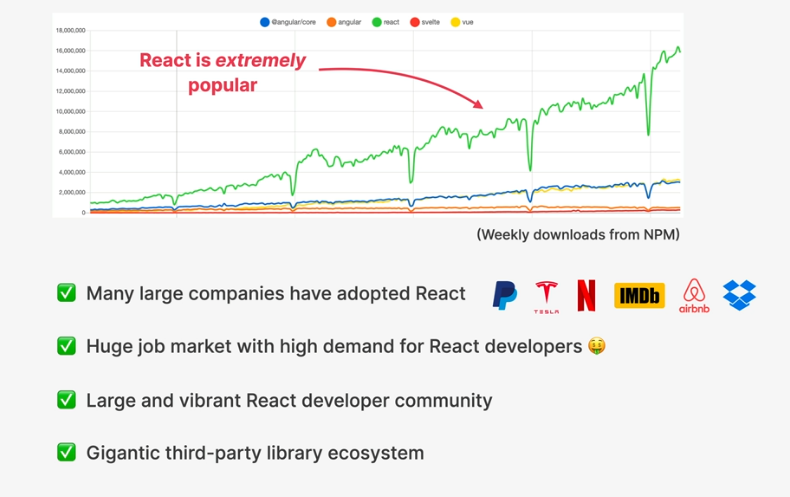 @angular/core angular react svelte vue
18,000,000
16,000,000
14,000,000
12,000,000
10,000,000
8,000,000
6,000,000
4,000,000
2,000,000
0
React is extremely
popular
(Weekly downloads from NPM)
Many large companies have adopted React
TESLA
N
IMDb
airbnb
Huge job market with high demand for React developers
Large and vibrant React developer community
Gigantic third-party library ecosystem